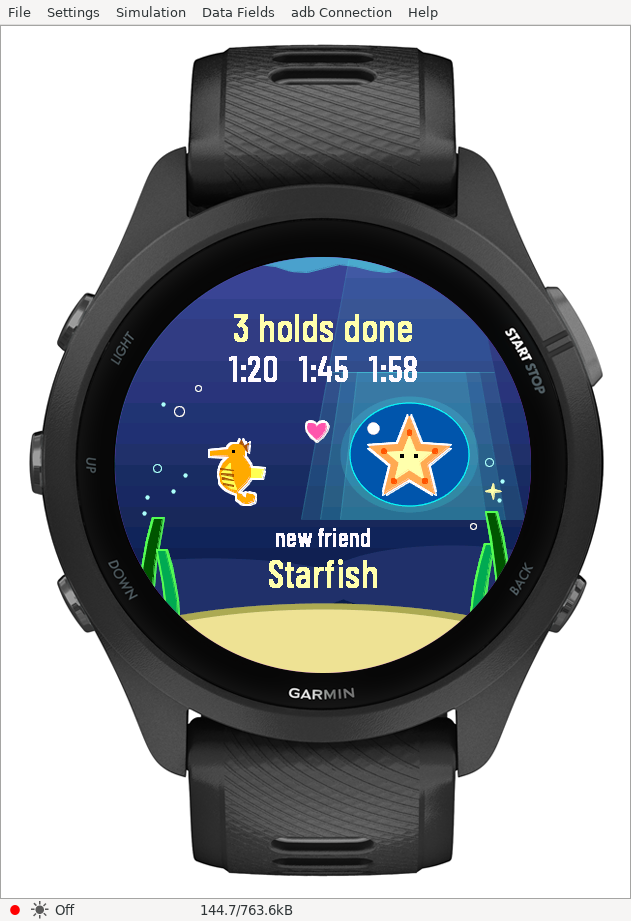 File Settings Simulation Data Fields adb Connection Help
LIGHT
START STOP
3 holds done
1:20 1:45 1:58
UP
new friend
Starfish
DOWN
BACK
GARMIN
Off 144.7/763.6kB